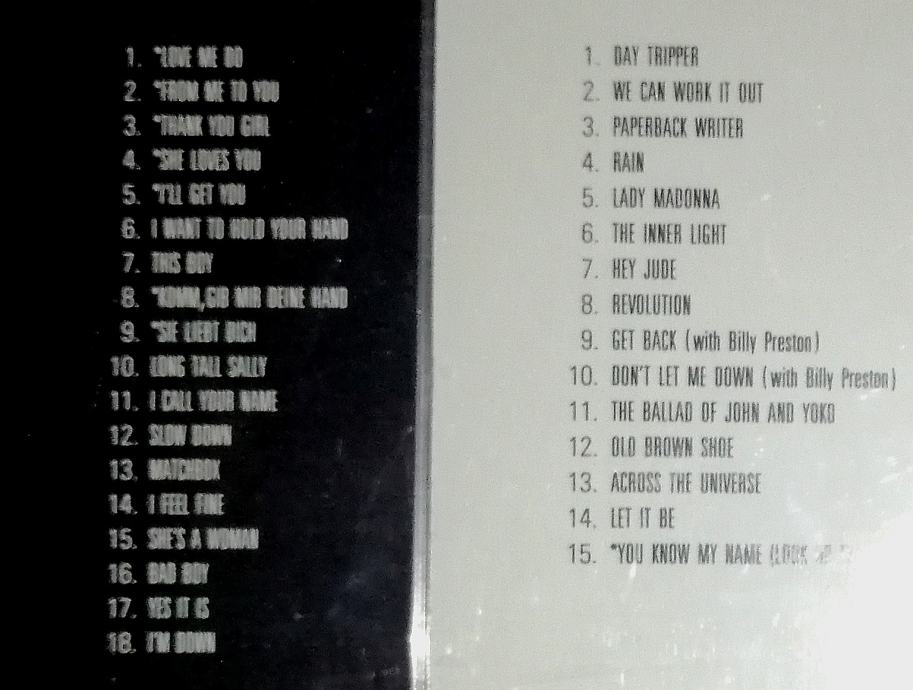 1. *LOVE ME DO
2. *FROM ME TO YOU
3. *THANK YOU GIRL
4. *SHE LOVES YOU
5. *I'LL GET YOU
6. I WANT TO HOLD YOUR HAND
7. THIS BOY
8. *KOMM,GIB MIR DEINE HAND
9. *SIE LIEBT DICH
10. LONG TALL SALLY
11. I CALL YOUR NAME
12. SLOW DOWN
13. MATCHBOX
14. I FEEL FINE
15. SHE'S A WOMAN
16. BAD BOY
17. YES IT IS
18. I'M DOWN
1. DAY TRIPPER
2. WE CAN WORK IT OUT
3. PAPERBACK WRITER
4. RAIN
5. LADY MADONNA
6. THE INNER LIGHT
7. HEY JUDE
8. REVOLUTION
9. GET BACK (with Billy Preston)
10. DON'T LET ME DOWN (with Billy Preston)
11. THE BALLAD OF JOHN AND YOKO
12. OLD BROWN SHOE
13. ACROSS THE UNIVERSE
14. LET IT BE
15. *YOU KNOW MY NAME (LOOK